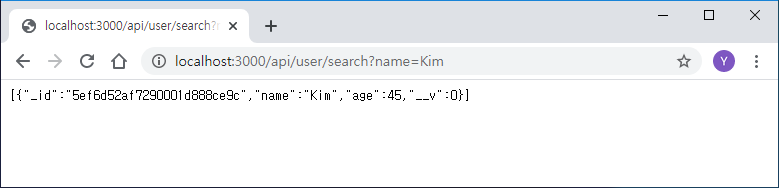 localhost:3000/api/user/search?n
localhost:3000/api/user/search?name=Kim
Y
[{"_id":"5ef6d52af7290001d888ce9c","name":"Kim","age":45,"__v":0}]